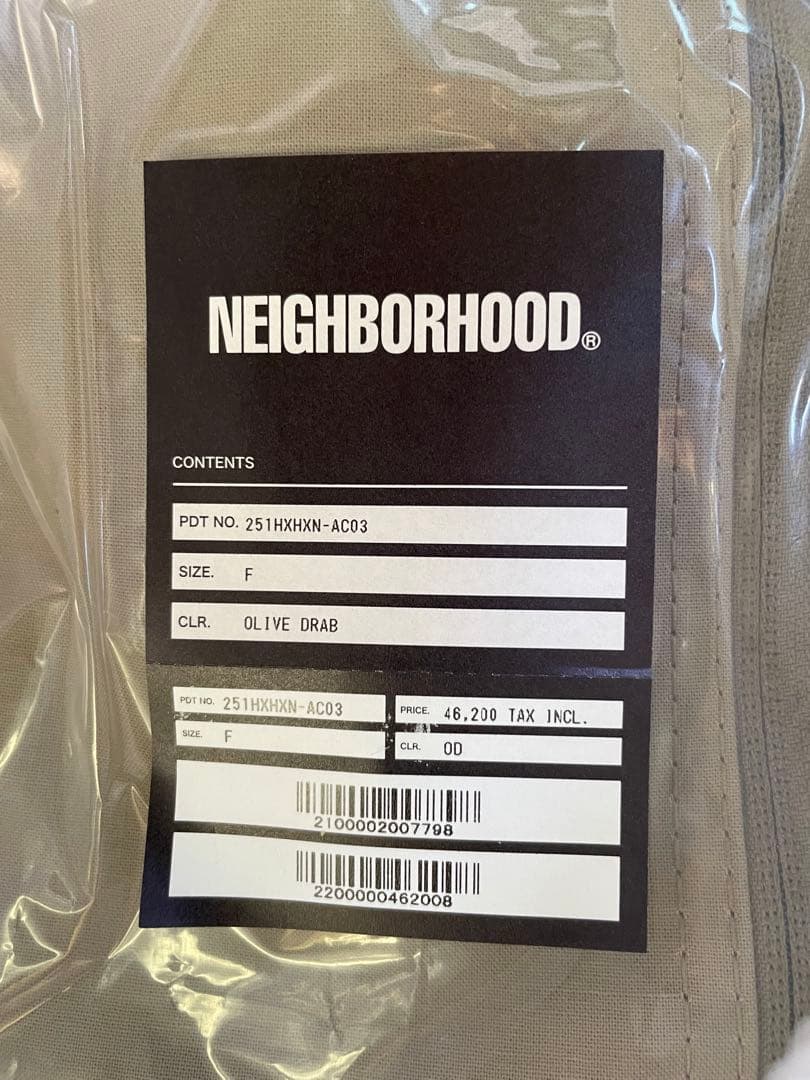 NEIGHBORHOOD®
CONTENTS
PDT NO. 251HXHXN-AC03
SIZE. F
CLR. OLIVE DRAB
PDT NO. 251HXHXN-AC03
PRICE. 46,200 TAX INCL.
SIZE. F
CLR. OD
2100002007798
2200000462008